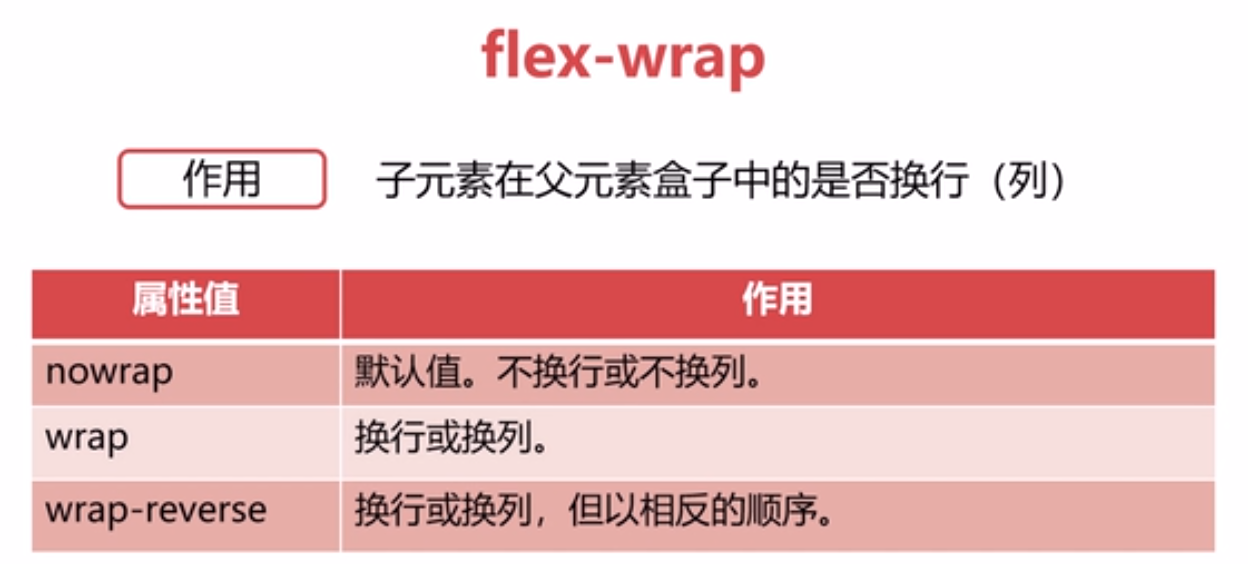 flex-wrap
作用 子元素在父元素盒子中的是否换行（列）
属性值 作用
nowrap 默认值。不换行或不换列。
wrap 换行或换列。
wrap-reverse 换行或换列，但以相反的顺序。